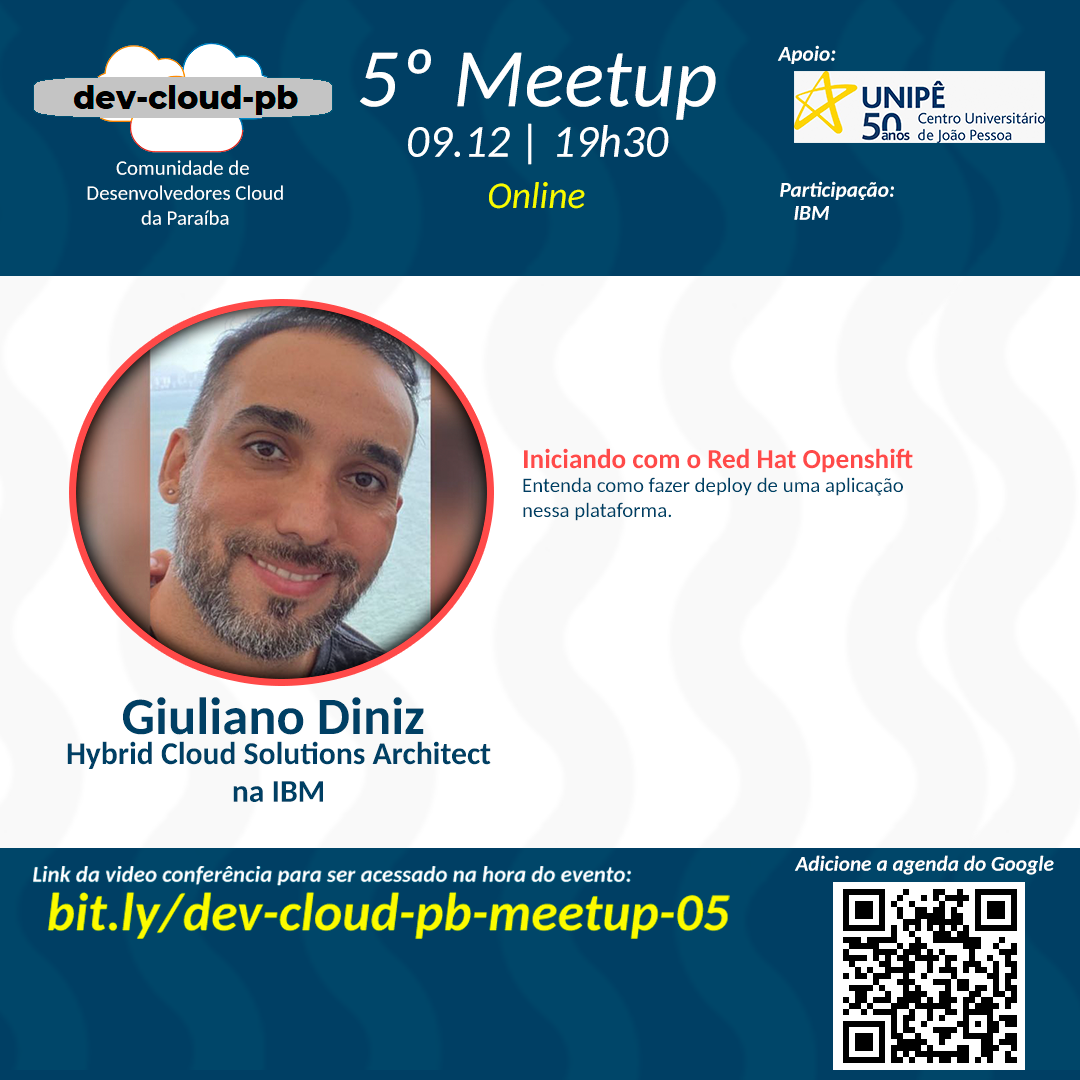 dev-cloud-pb
Comunidade de
Desenvolvedores Cloud
da Paraíba
5º Meetup
09.12 | 19h30
Online
Apoio:
UNIPÊ
50 anos
Centro Universitário
de João Pessoa
Participação:
IBM
Iniciando com o Red Hat Openshift
Entenda como fazer deploy de uma aplicação
nessa plataforma.
Giuliano Diniz
Hybrid Cloud Solutions Architect
na IBM
Link da video conferência para ser acessado na hora do evento:
bit.ly/dev-cloud-pb-meetup-05
Adicione a agenda do Google